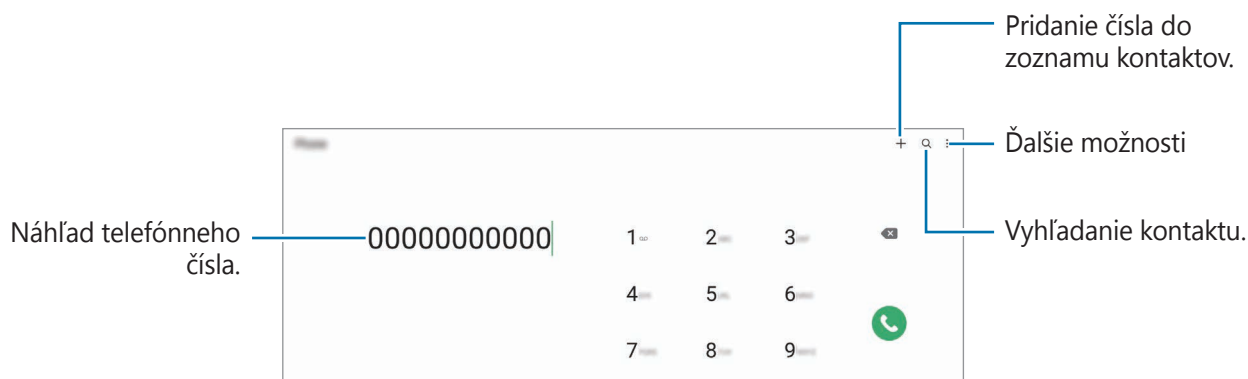 Pridanie čísla do
zoznamu kontaktov.
Ďalšie možnosti
Náhľad telefónneho
čísla.
00000000000
1 2 3
Vyhľadanie kontaktu.
4 5 6
7 8 9